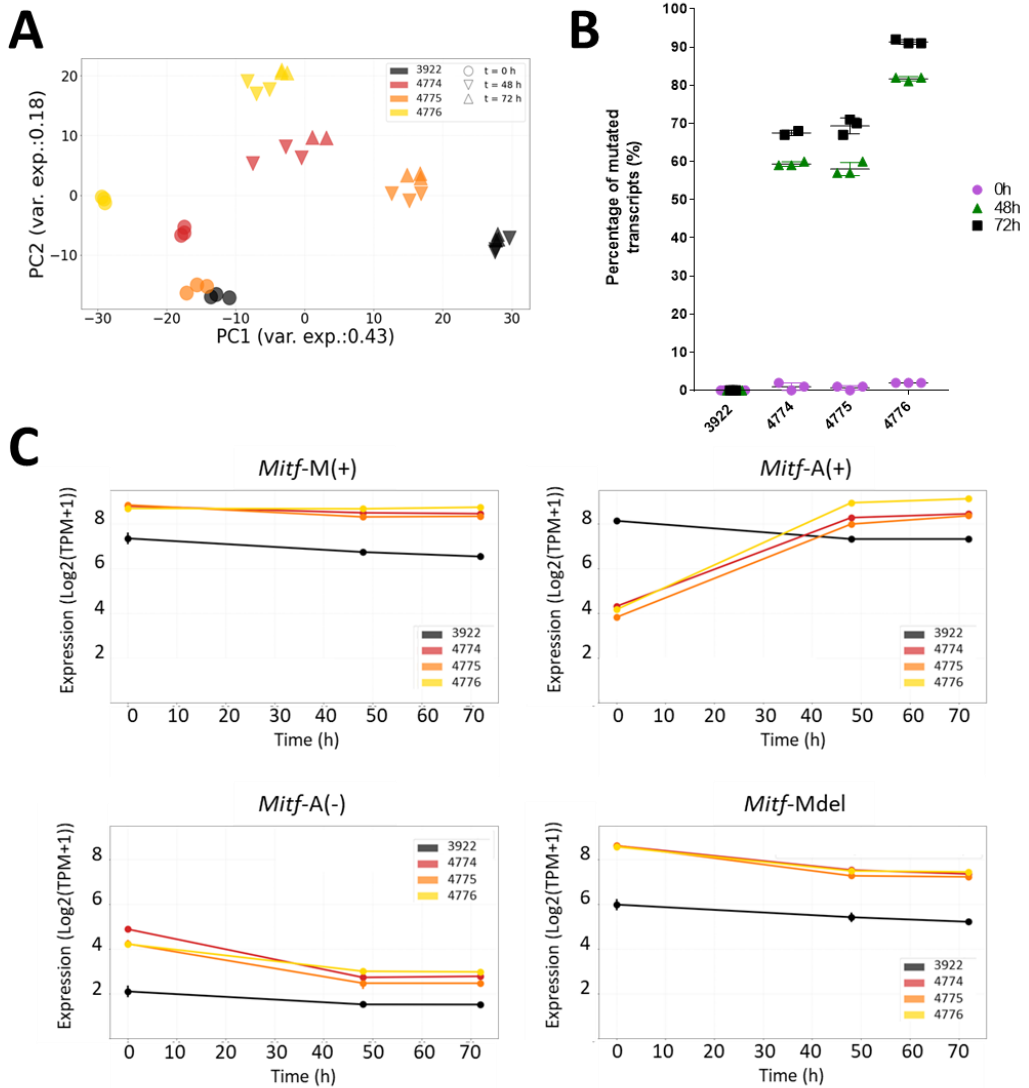 A
20
10
0
−10
PC2 (var. exp.:0.18)
−30
−20
−10
0
10
20
30
PC1 (var. exp.:0.43)
3922
4774
4775
4776
t = 0 h
t = 48 h
t = 72 h
B
100
90
80
70
60
50
40
30
20
10
0
Percentage of mutated
transcripts (%)
3922
4774
4775
4776
0h
48h
72h
C
Mitf-M(+)
8
6
4
2
Expression (Log2(TPM+1))
0 10 20 30 40 50 60 70
Time (h)
3922
4774
4775
4776
Mitf-A(+)
8
6
4
2
Expression (Log2(TPM+1))
0 10 20 30 40 50 60 70
Time (h)
3922
4774
4775
4776
Mitf-A(-)
8
6
4
2
Expression (Log2(TPM+1))
0 10 20 30 40 50 60 70
Time (h)
3922
4774
4775
4776
Mitf-Mdel
8
6
4
2
Expression (Log2(TPM+1))
0 10 20 30 40 50 60 70
Time (h)
3922
4774
4775
4776